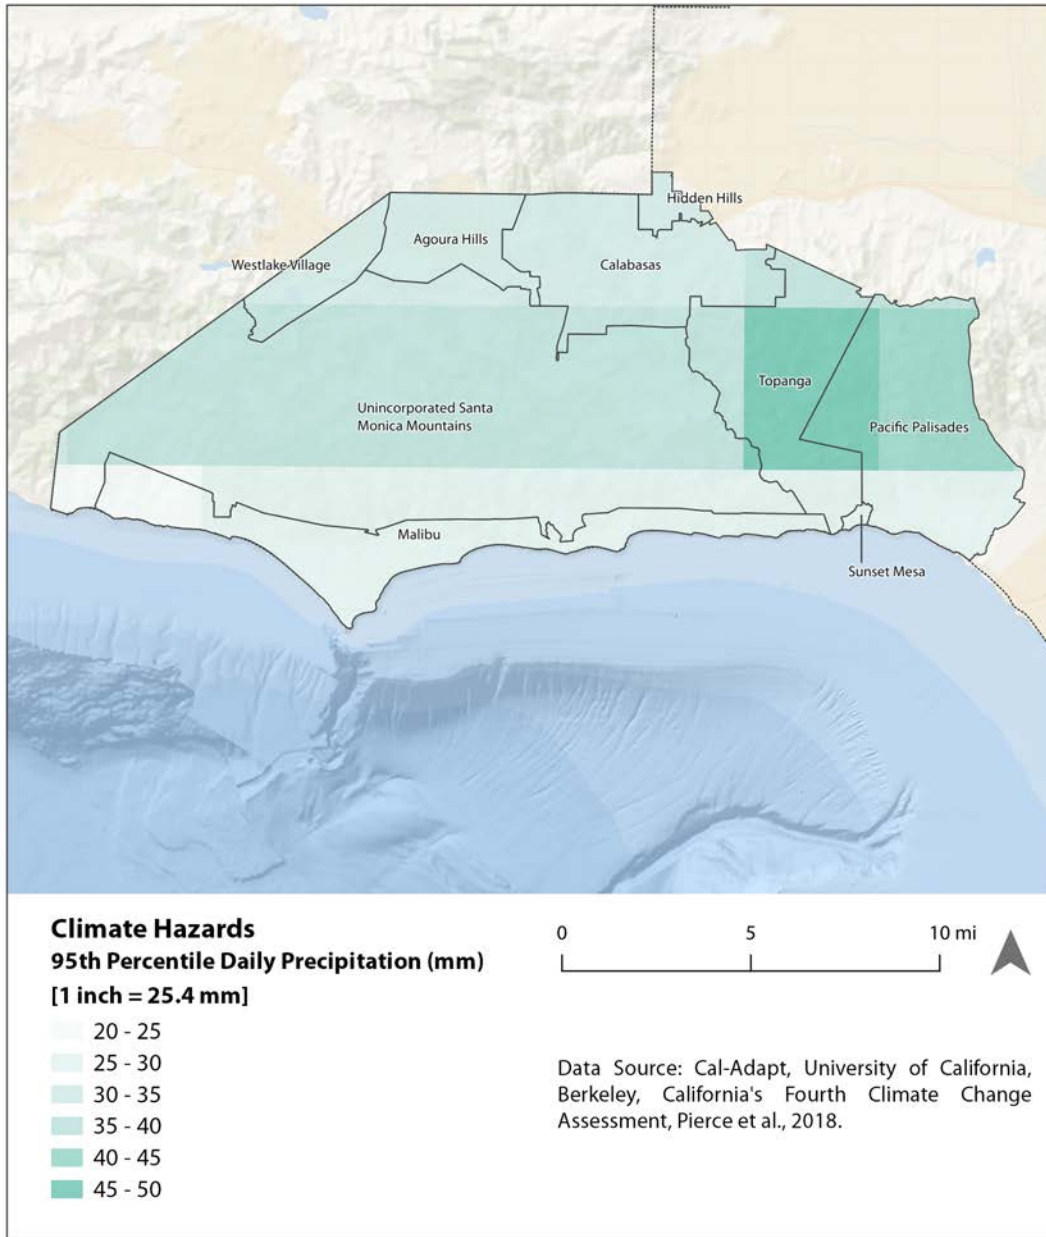 Hidden Hills
Agoura Hills
Westlake Village
Calabasas
Topanga
Unincorporated Santa
Monica Mountains
Pacific Palisades
Malibu
Sunset Mesa
Climate Hazards
95th Percentile Daily Precipitation (mm)
[1 inch = 25.4 mm]
20 - 25
25 - 30
30 - 35
35 - 40
40 - 45
45 - 50
0 5 10 mi
Data Source: Cal-Adapt, University of California,
Berkeley, California's Fourth Climate Change
Assessment, Pierce et al., 2018.